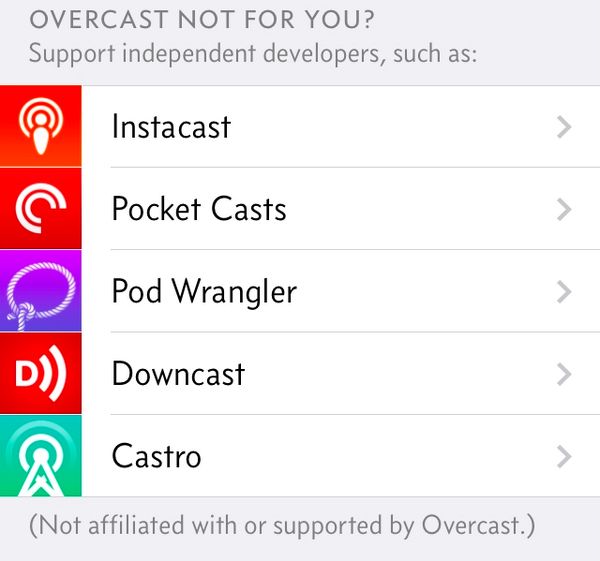 OVERCAST NOT FOR YOU?
Support independent developers, such as:
Instacast
Pocket Casts
Pod Wrangler
D
Downcast
Castro
(Not affiliated with or supported by Overcast.)